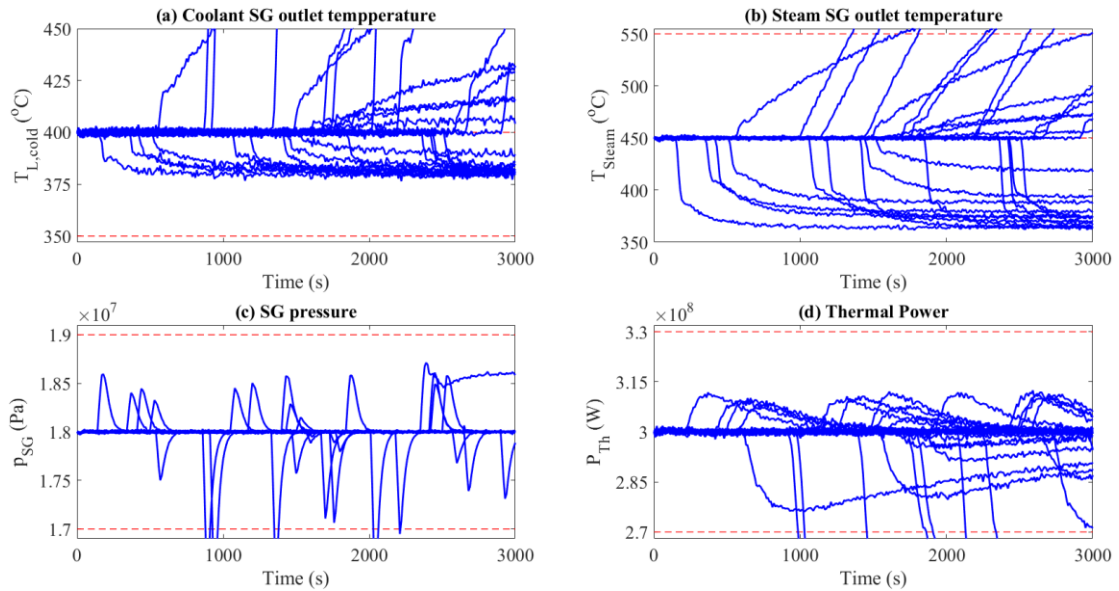 (a) Coolant SG outlet tempperature
450
425
400
375
350
T_L,cold (°C)
0 1000 2000 3000
Time (s)
(b) Steam SG outlet temperature
550
500
450
400
350
T_Steam (°C)
0 1000 2000 3000
Time (s)
(c) SG pressure
×10^7
1.9
1.85
1.8
1.75
1.7
p_SG (Pa)
0 1000 2000 3000
Time (s)
(d) Thermal Power
×10^8
3.3
3.15
3
2.85
2.7
P_Th (W)
0 1000 2000 3000
Time (s)